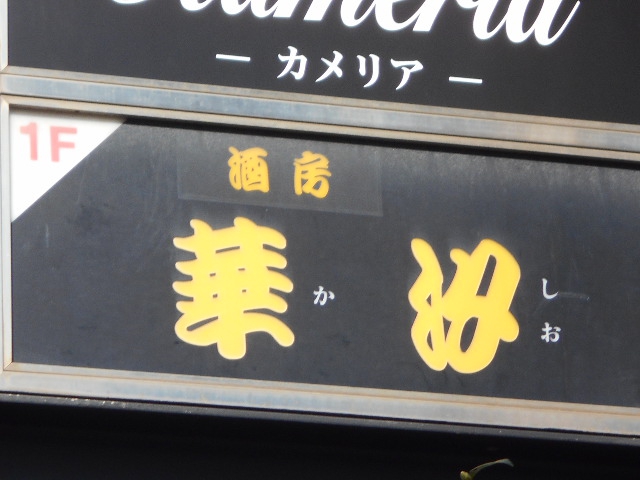 — カメリア —
1F
酒房
華 か 汐 しお